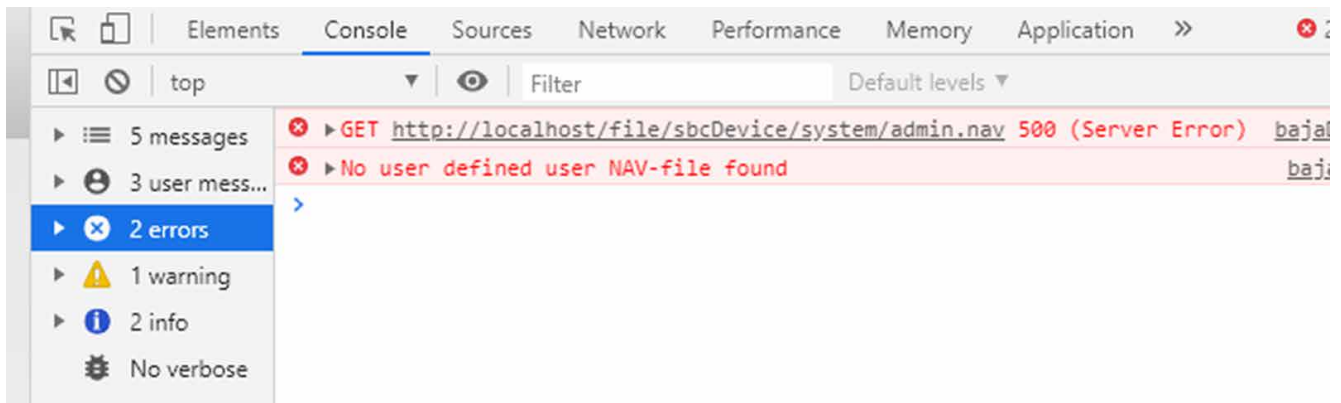 Elements Console Sources Network Performance Memory Application » 2
top Filter Default levels
5 messages
3 user mess...
2 errors
1 warning
2 info
No verbose
GET http://localhost/file/sbcDevice/system/admin.nav 500 (Server Error)
No user defined user NAV-file found baja
>